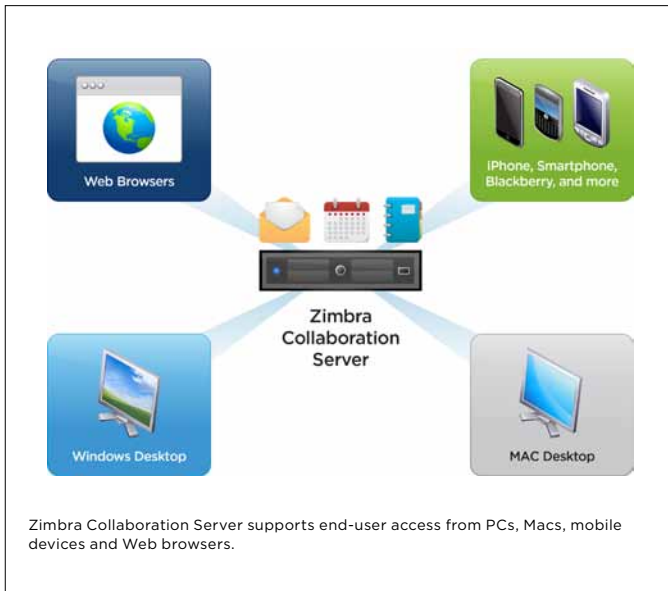 Web Browsers
iPhone, Smartphone,
Blackberry, and more
Zimbra
Collaboration
Server
Windows Desktop
MAC Desktop
Zimbra Collaboration Server supports end-user access from PCs, Macs, mobile
devices and Web browsers.